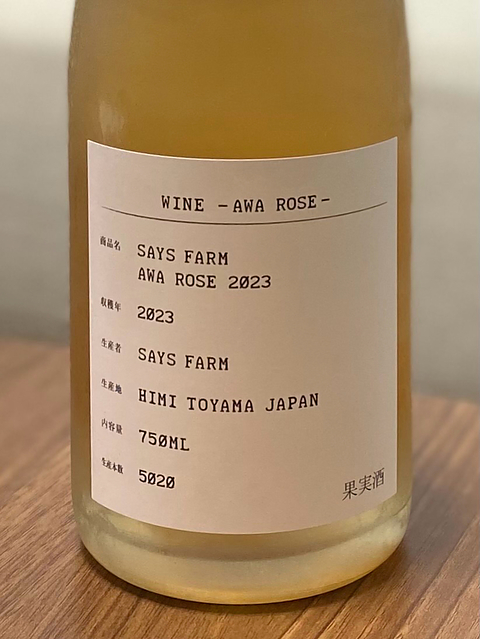 WINE -AWA ROSE-
商品名 SAYS FARM
AWA ROSE 2023
収穫年 2023
生産者 SAYS FARM
生産地 HIMI TOYAMA JAPAN
内容量 750ML
生産本数 5020
果実酒